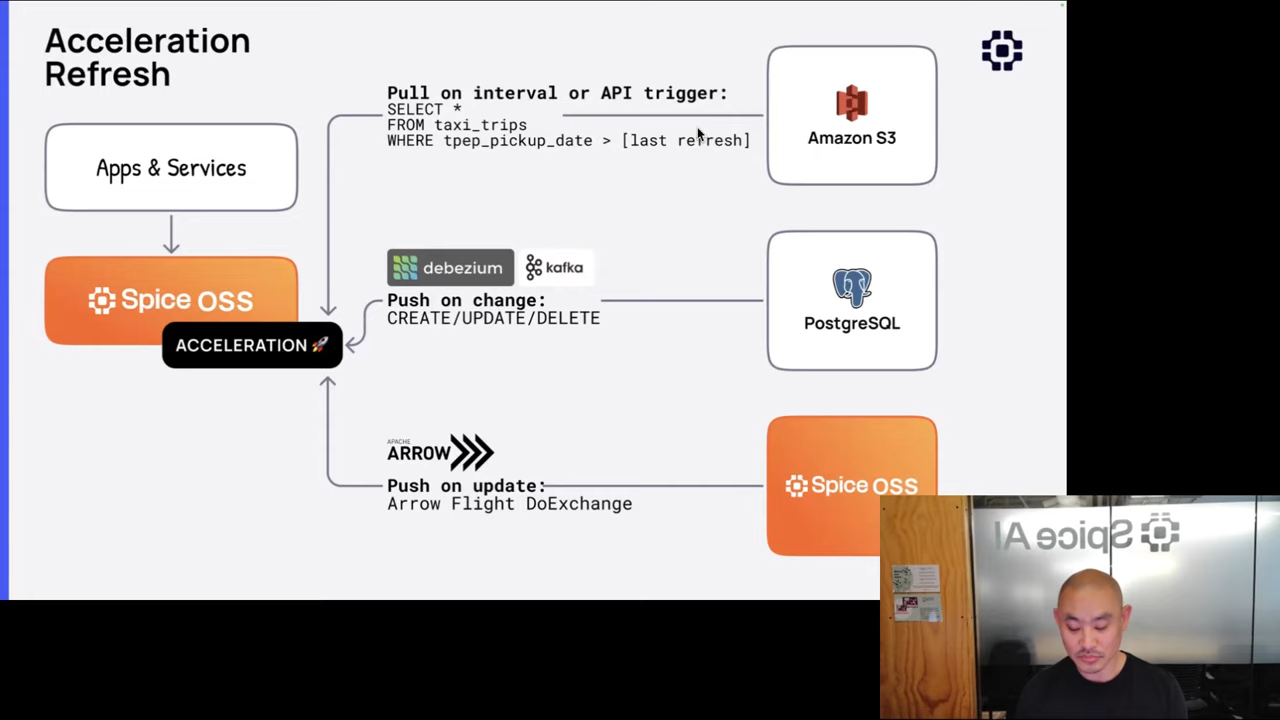 Acceleration
Refresh
Apps & Services
Spice OSS
ACCELERATION 🚀
Pull on interval or API trigger:
SELECT *
FROM taxi_trips
WHERE tpep_pickup_date > [last refresh]
Amazon S3
debezium
kafka
Push on change:
CREATE/UPDATE/DELETE
PostgreSQL
APACHE
ARROW
Push on update:
Arrow Flight DoExchange
Spice OSS
Spice AI